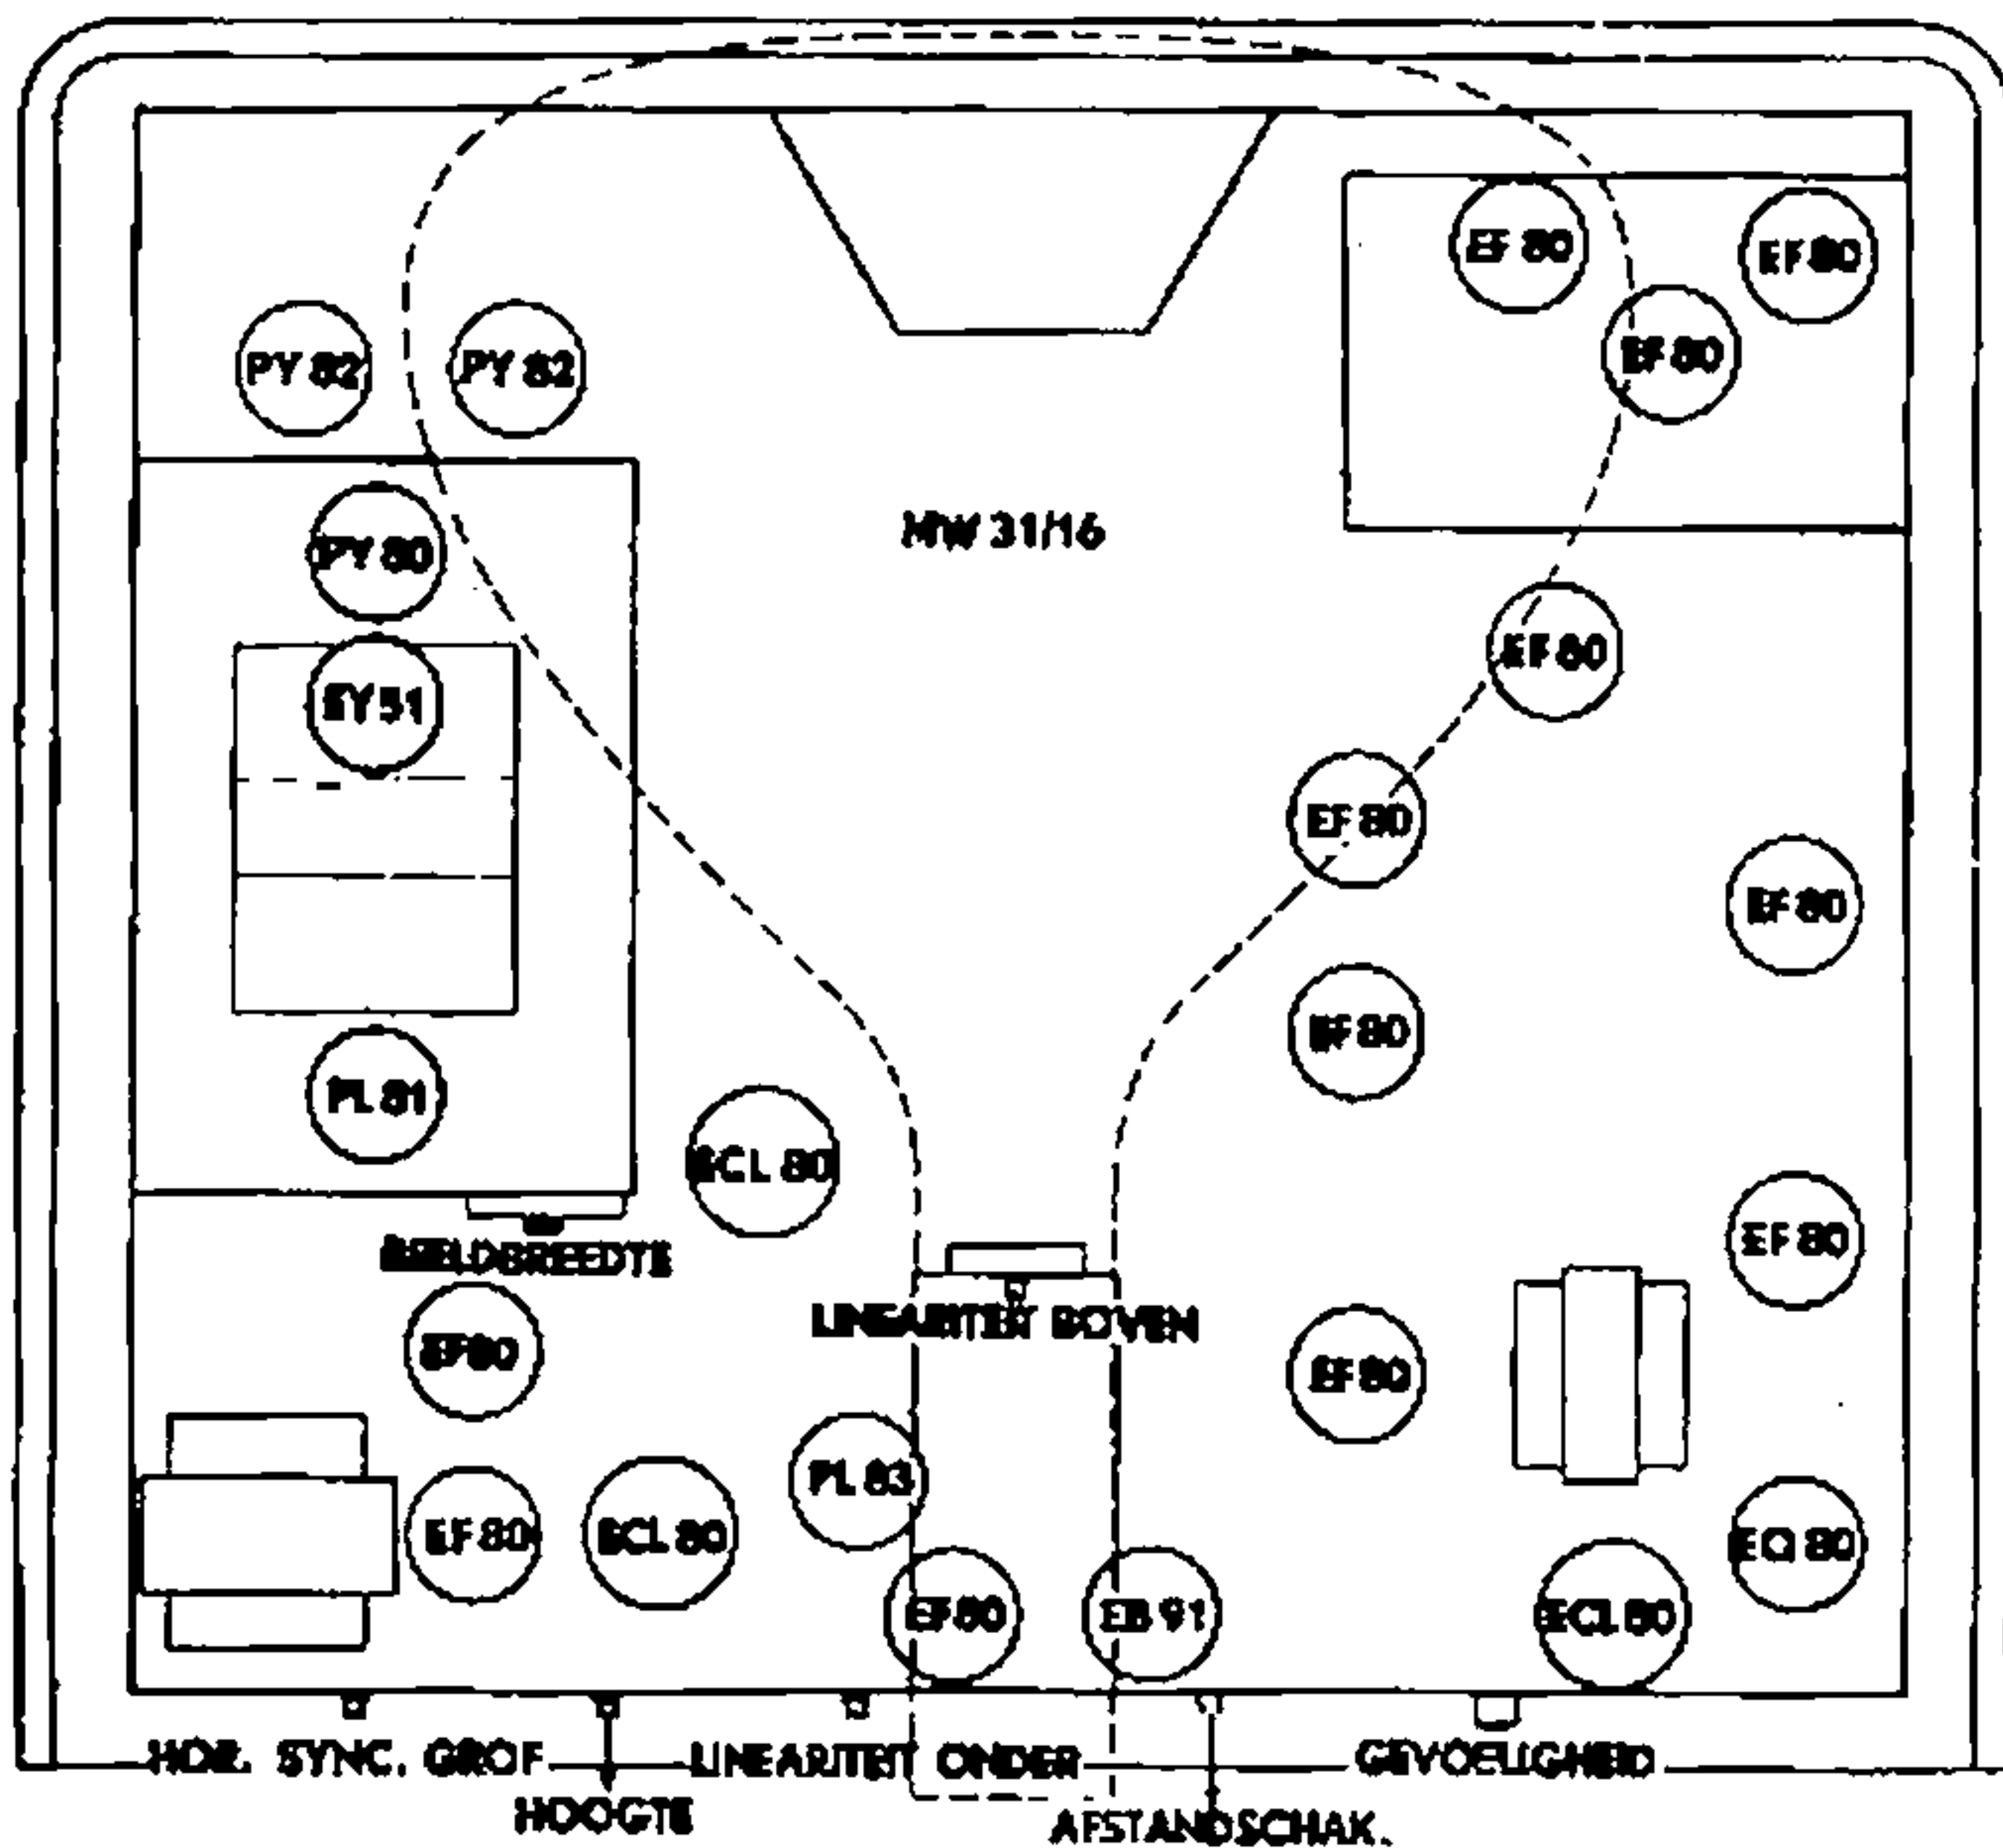 EF 80
EF 80
PY 82
PY 82
EF 80
MW 31/16
PY 80
EF 80
EY 51
EF 80
EF 80
EF 80
PL 81
ECL 80
EF 80
BEELDBREEDTE
LINEARITEIT BOVEN
EF 80
EF 80
PL 83
EF 80
ECL 80
EQ 80
EF 80
EB 91
ECL 80
HOR. SYNC. GROF
LINEARITEIT ONDER
GEVOELIGHEID
HOOGTE
AFSTANDSCHAK.